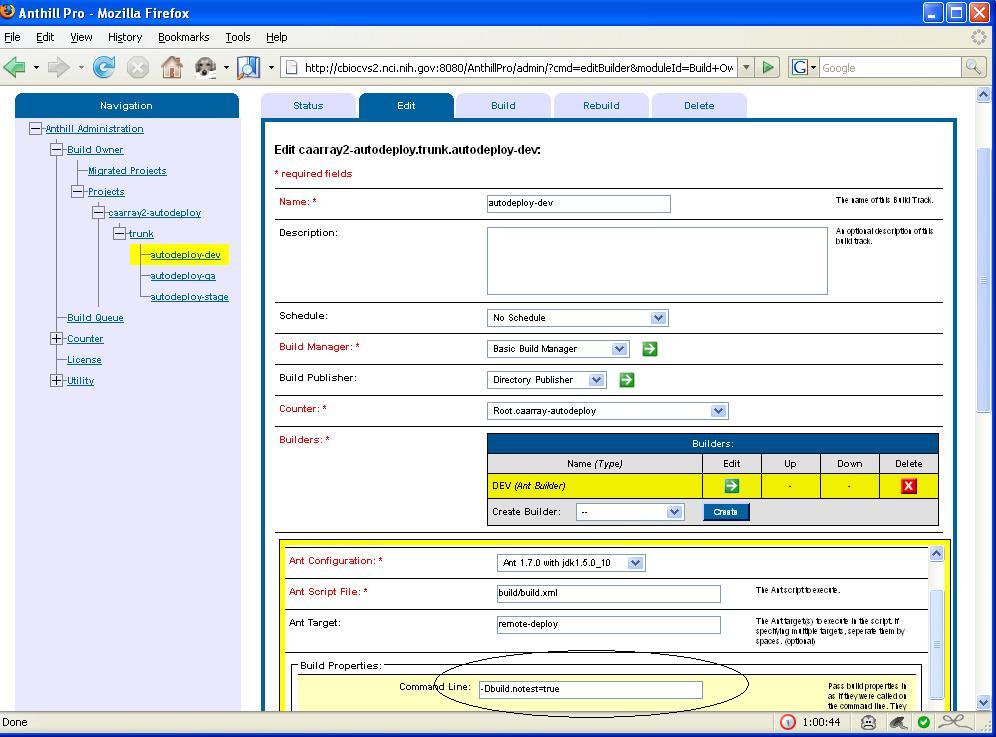 Anthill Pro - Mozilla Firefox
File Edit View History Bookmarks Tools Help
http://cbiocvs2.nci.nih.gov:8080/AnthillPro/admin/?cmd=editBuilder&moduleId=Build+Ow
G Google
Navigation
Status Edit Build Rebuild Delete
Anthill Administration
Build Owner
Migrated Projects
Projects
caarray2-autodeploy
trunk
autodeploy-dev
autodeploy-qa
autodeploy-stage
Build Queue
Counter
License
Utility
Edit caarray2-autodeploy.trunk.autodeploy-dev:
* required fields
Name: * autodeploy-dev The name of this Build Track.
Description: An optional description of this
build track.
Schedule: No Schedule
Build Manager: * Basic Build Manager
Build Publisher: Directory Publisher
Counter: * Root.caarray-autodeploy
Builders: * Builders:
Name (Type) Edit Up Down Delete
DEV (Ant Builder) - -
Create Builder: -- Create
Ant Configuration: * Ant 1.7.0 with jdk1.5.0_10
Ant Script File: * build/build.xml The Ant script to execute.
Ant Target: remote-deploy The Ant target(s) to execute in the script. If
specifying multiple targets, seperate them by
spaces. (optional)
Build Properties:
Command Line: -Dbuild.notest=true Pass build properties in
as if they were called on
the command line. They
Done 1:00:44